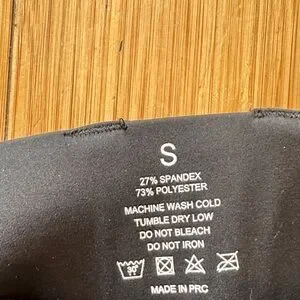 S
27% SPANDEX
73% POLYESTER
MACHINE WASH COLD
TUMBLE DRY LOW
DO NOT BLEACH
DO NOT IRON
30°
MADE IN PRC